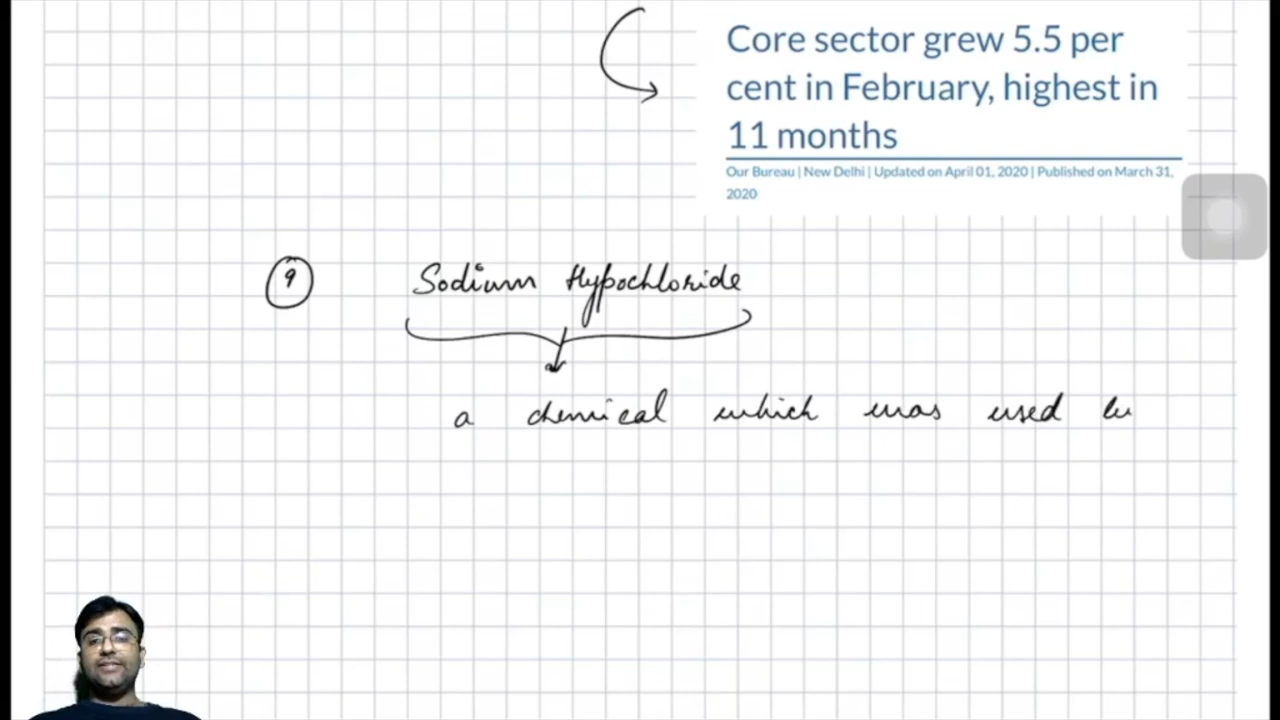 Core sector grew 5.5 per
cent in February, highest in
11 months
Our Bureau | New Delhi | Updated on April 01, 2020 | Published on March 31,
2020
9 Sodium Hypochloride
a chemical which was used